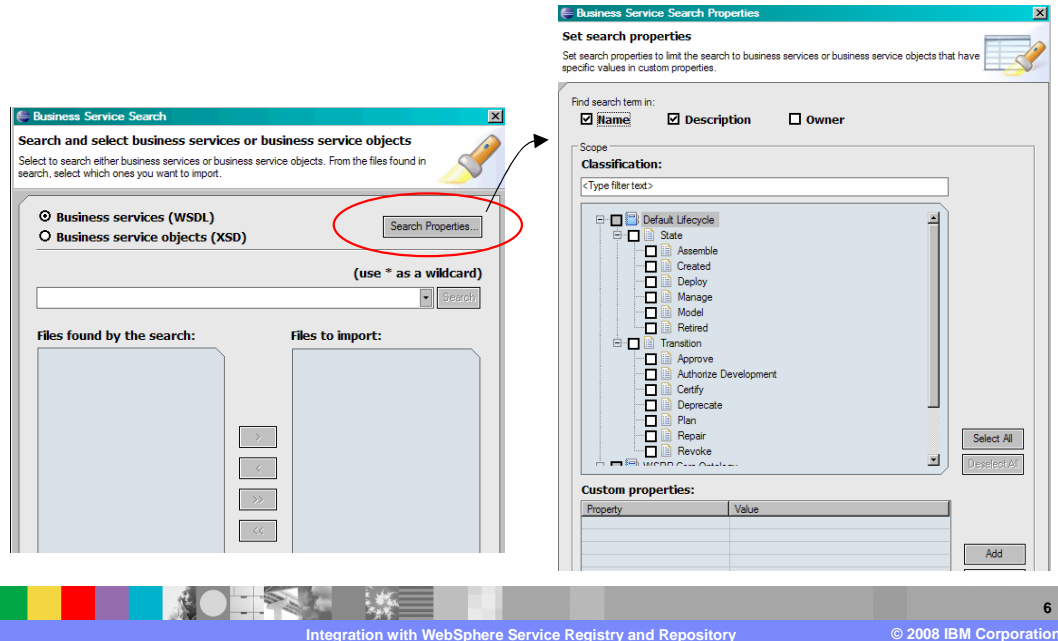 Business Service Search
Search and select business services or business service objects
Select to search either business services or business service objects. From the files found in
search, select which ones you want to import.
Business services (WSDL)
Business service objects (XSD)
Search Properties...
(use * as a wildcard)
Search
Files found by the search:
Files to import:
>
<
>>
<<
Business Service Search Properties
Set search properties
Set search properties to limit the search to business services or business service objects that have
specific values in custom properties.
Find search term in:
Name
Description
Owner
Scope
Classification:
<Type filter text>
Default Lifecycle
State
Assemble
Created
Deploy
Manage
Model
Retired
Transition
Approve
Authorize Development
Certify
Deprecate
Plan
Repair
Revoke
WSRR Core Ontology
Select All
Deselect All
Custom properties:
Property
Value
Add
6
Integration with WebSphere Service Registry and Repository
© 2008 IBM Corporation